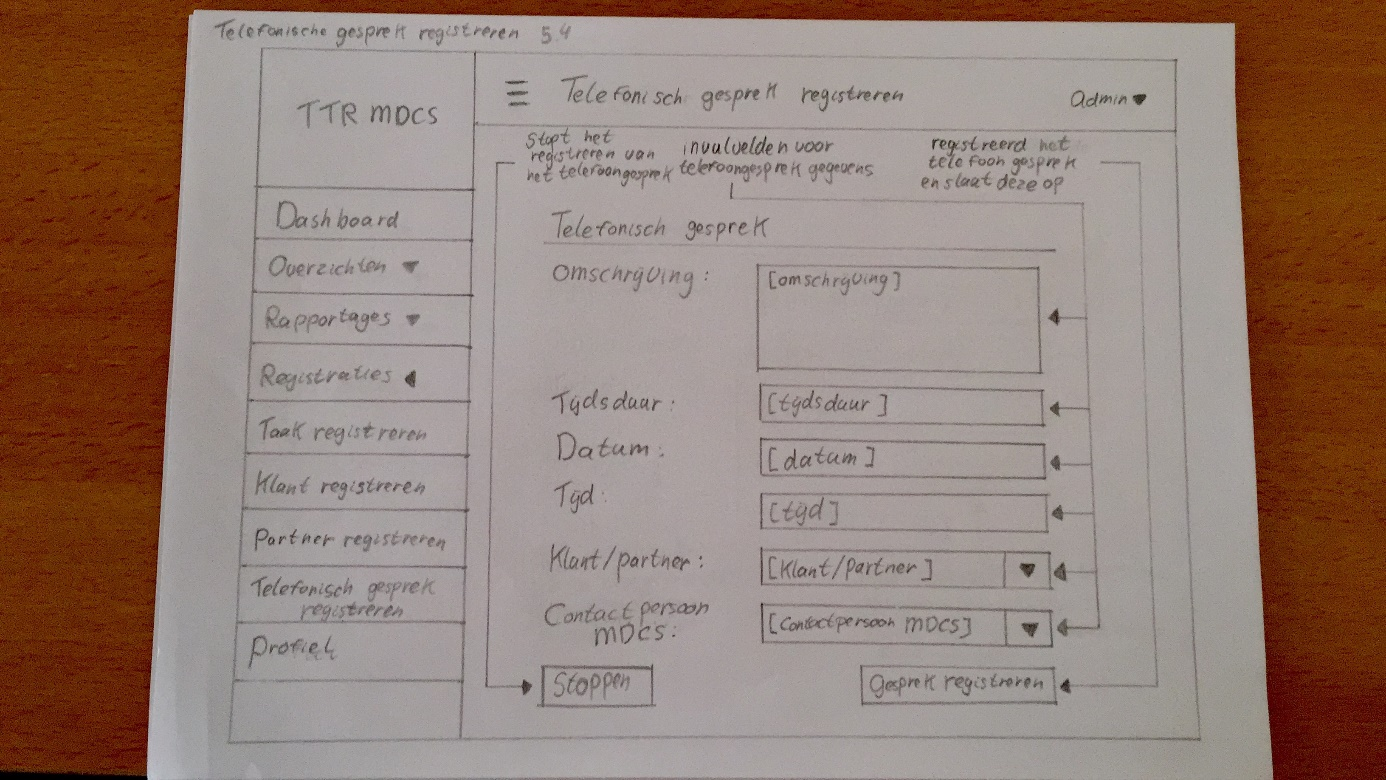 Telefonische gesprek registreren 5.4
TTR MDCS
Telefonisch gesprek registreren
Admin
Stopt het
registreren van
het telefoongesprek
invulvelden voor
telefoongesprek gegevens
registreerd het
telefoon gesprek
en slaat deze op
Dashboard
Overzichten
Rapportages
Registraties
Taak registreren
Klant registreren
Partner registreren
Telefonisch gesprek
registreren
Profiel
Telefonisch gesprek
Omschrijving: [omschrijving]
Tijdsduur: [tijdsduur]
Datum: [datum]
Tijd: [tijd]
Klant/partner: [Klant/Partner]
Contactpersoon
MDCS: [Contactpersoon MDCS]
Stoppen
Gesprek registreren